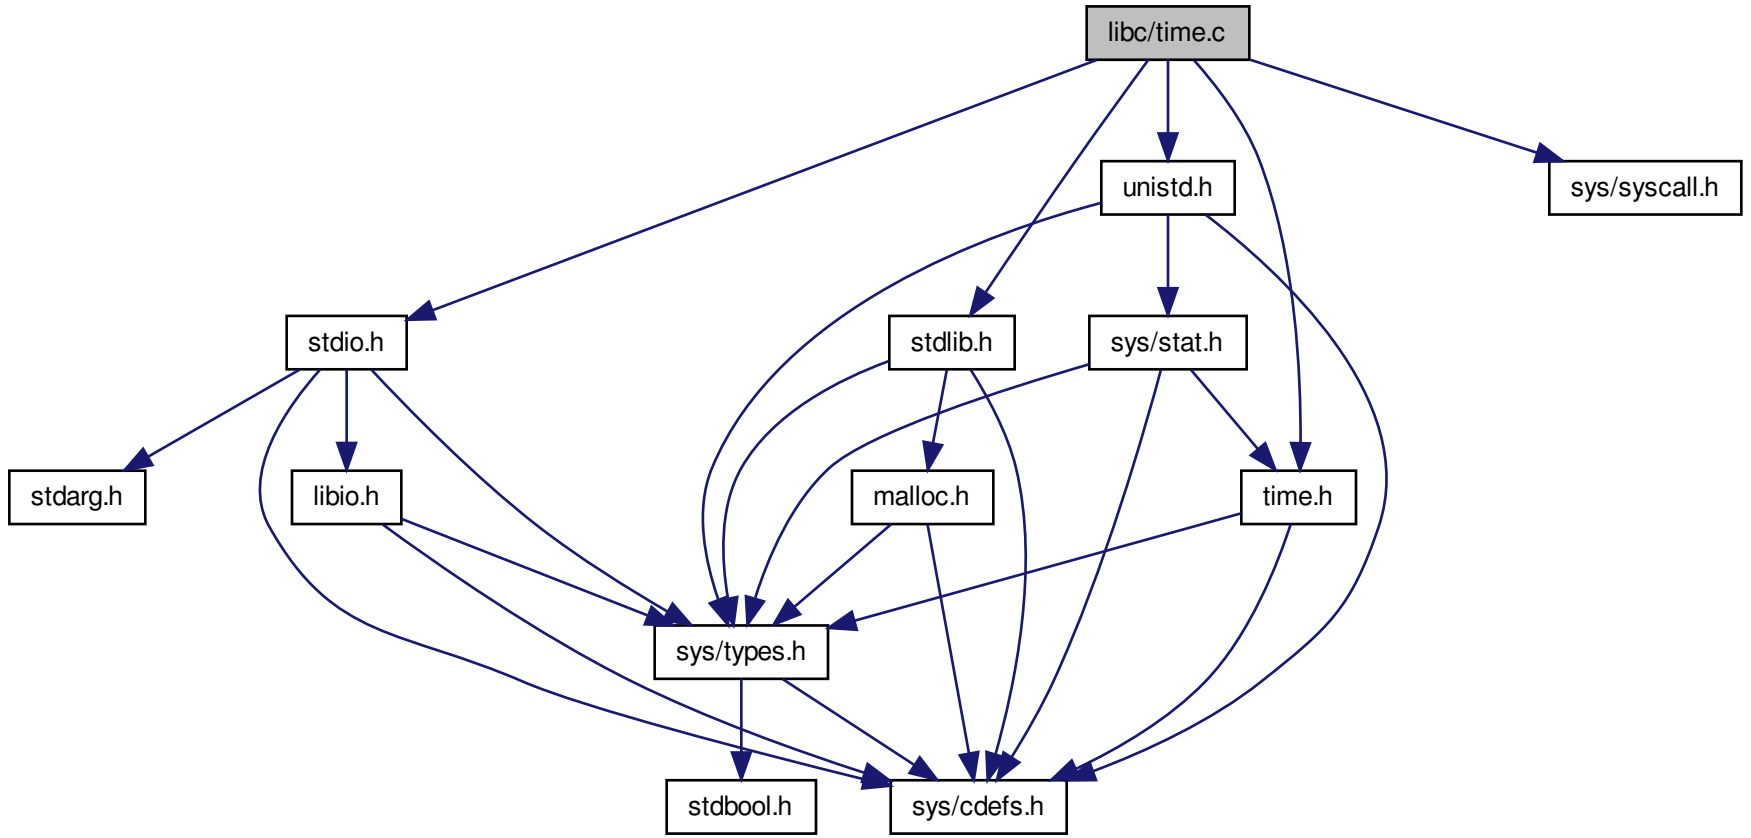 libc/time.c
unistd.h
sys/syscall.h
stdio.h
stdlib.h
sys/stat.h
stdarg.h
libio.h
malloc.h
time.h
sys/types.h
stdbool.h
sys/cdefs.h